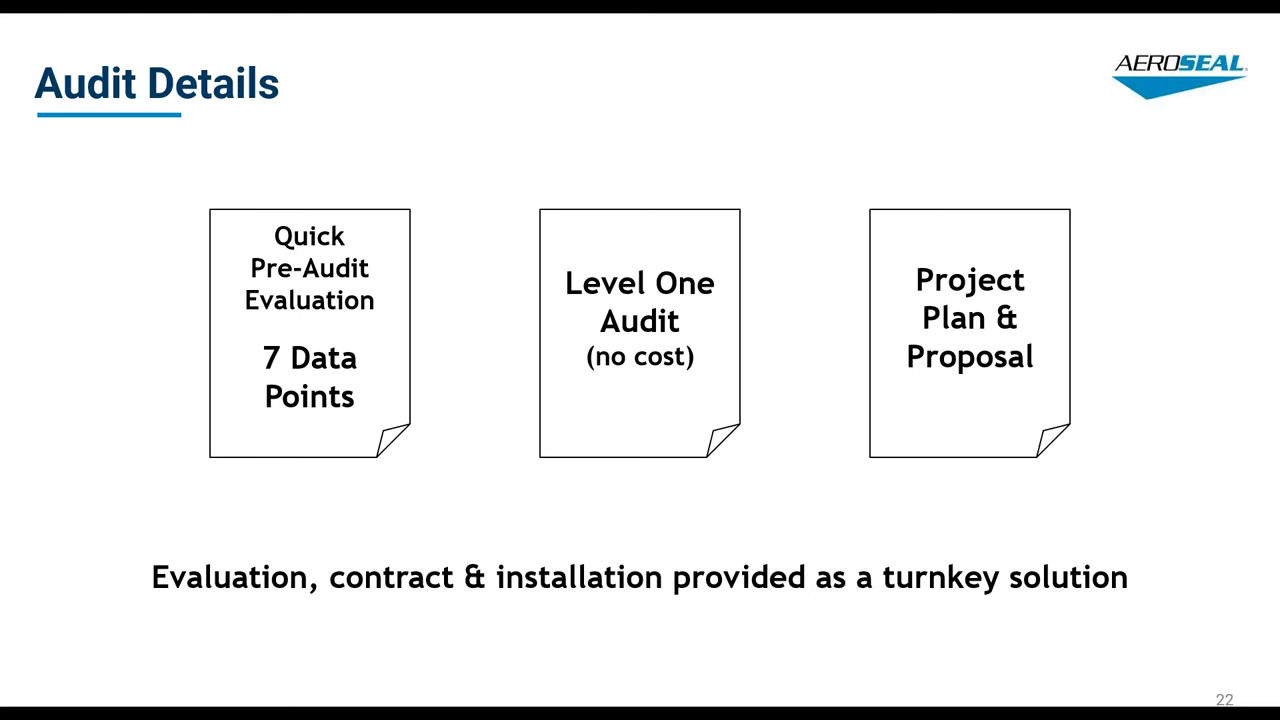 Audit Details
AEROSEAL
Quick
Pre-Audit
Evaluation
7 Data
Points
Level One
Audit
(no cost)
Project
Plan &
Proposal
Evaluation, contract & installation provided as a turnkey solution
22